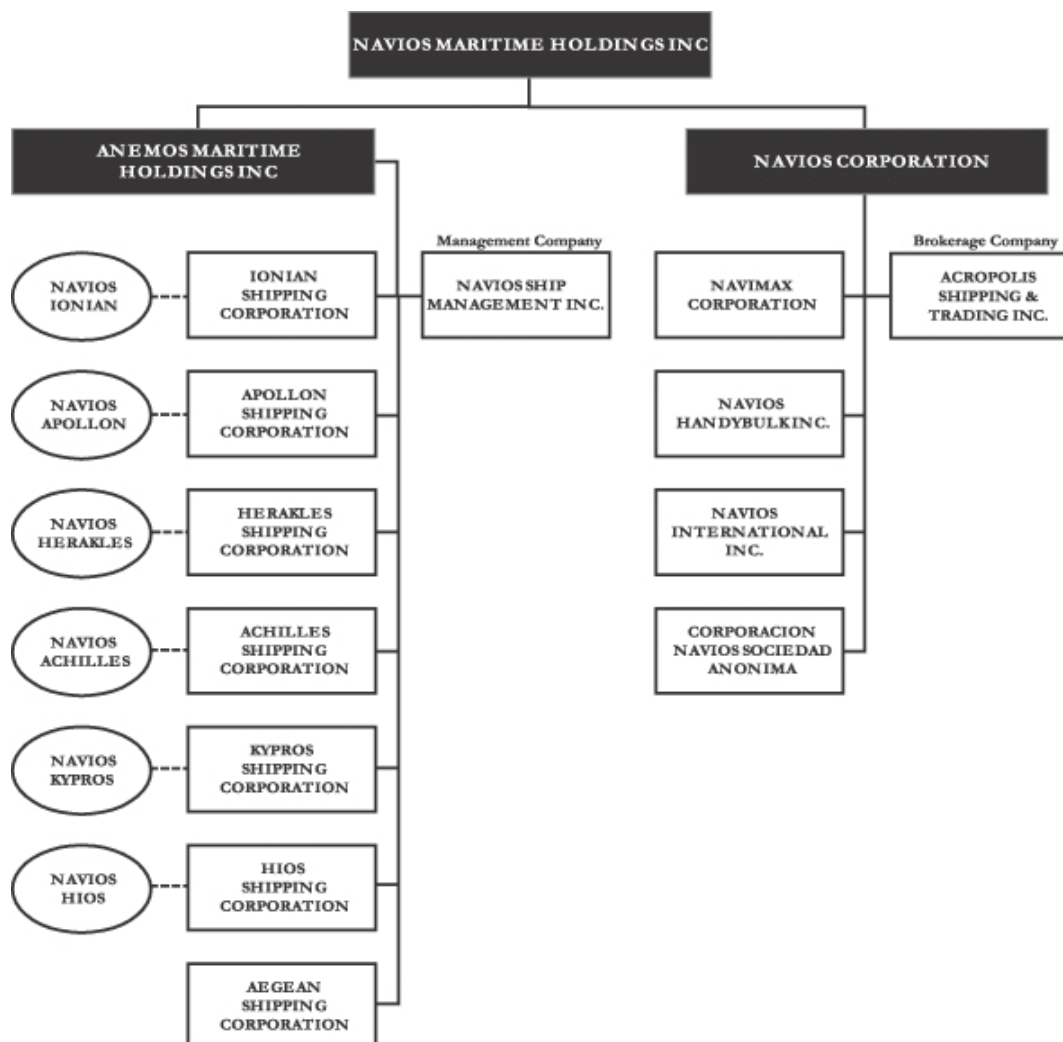 NAVIOS MARITIME HOLDINGS INC
ANEMOS MARITIME
HOLDINGS INC
NAVIOS CORPORATION
Management Company
Brokerage Company
NAVIOS
IONIAN
IONIAN
SHIPPING
CORPORATION
NAVIOS SHIP
MANAGEMENT INC.
NAVIMAX
CORPORATION
ACROPOLIS
SHIPPING &
TRADING INC.
NAVIOS
APOLLON
APOLLON
SHIPPING
CORPORATION
NAVIOS
HANDYBULK INC.
NAVIOS
HERAKLES
HERAKLES
SHIPPING
CORPORATION
NAVIOS
INTERNATIONAL
INC.
NAVIOS
ACHILLES
ACHILLES
SHIPPING
CORPORATION
CORPORACION
NAVIOS SOCIEDAD
ANONIMA
NAVIOS
KYPROS
KYPROS
SHIPPING
CORPORATION
NAVIOS
HIOS
HIOS
SHIPPING
CORPORATION
AEGEAN
SHIPPING
CORPORATION